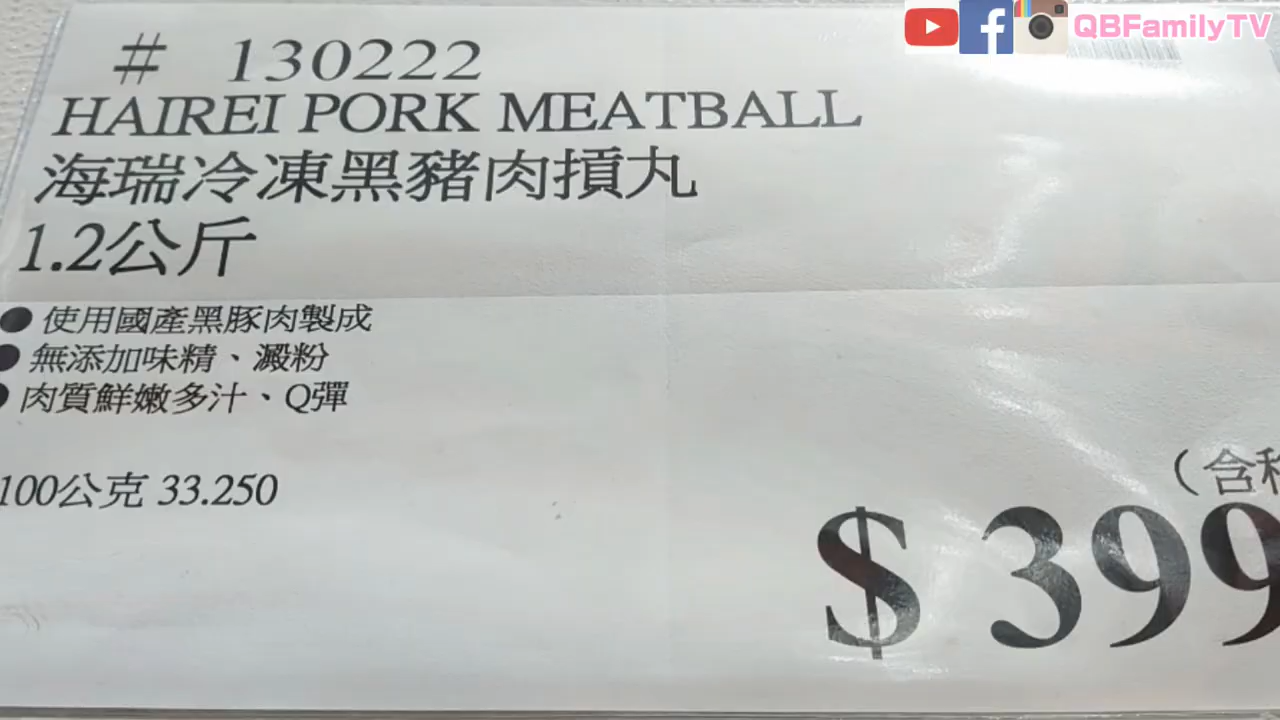 QBFamilyTV
# 130222
HAIREI PORK MEATBALL
海瑞冷凍黑豬肉摃丸
1.2公斤
●使用國產黑豚肉製成
●無添加味精、澱粉
●肉質鮮嫩多汁、Q彈
100公克 33.250
(含稅
$ 399